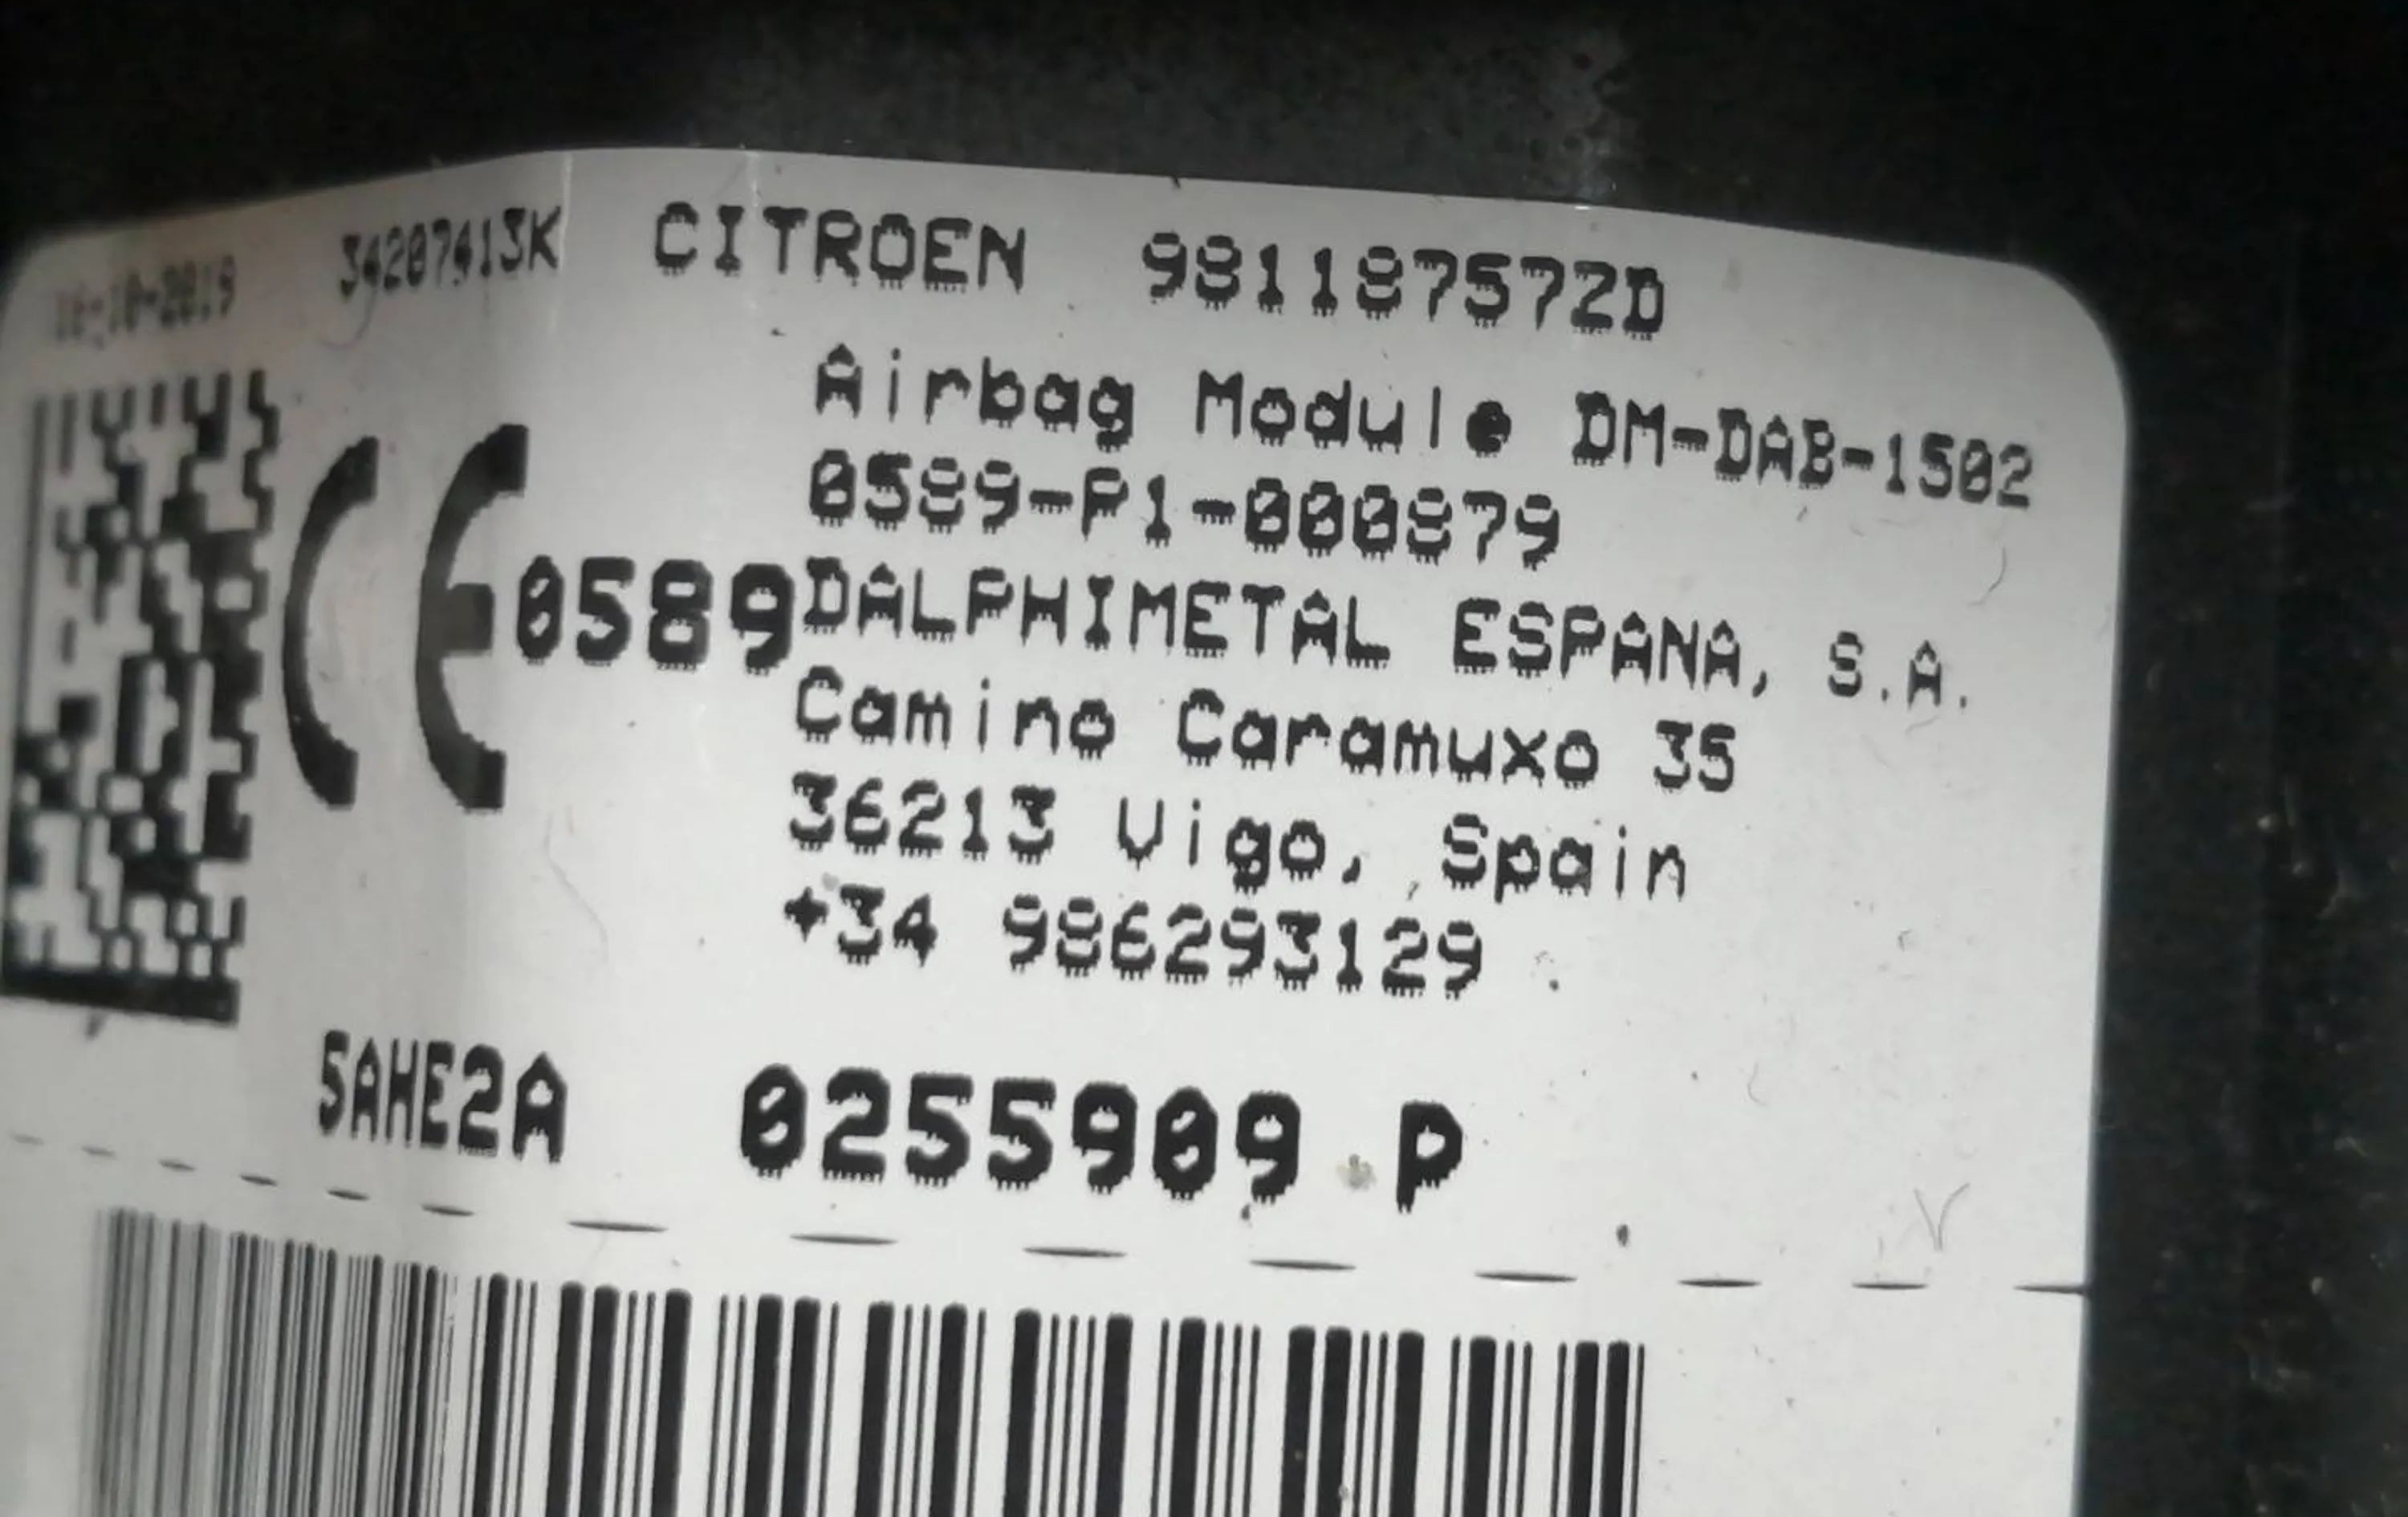 34207413K CITROEN 981187572D
Airbag Module DM-DAB-1502
0589-P1-000879
CE 0589 DALPHIMETAL ESPANA, S.A.
Camino Caramuxo 35
36213 Vigo, Spain
+34 986293129
5AHE2A 0255909 P